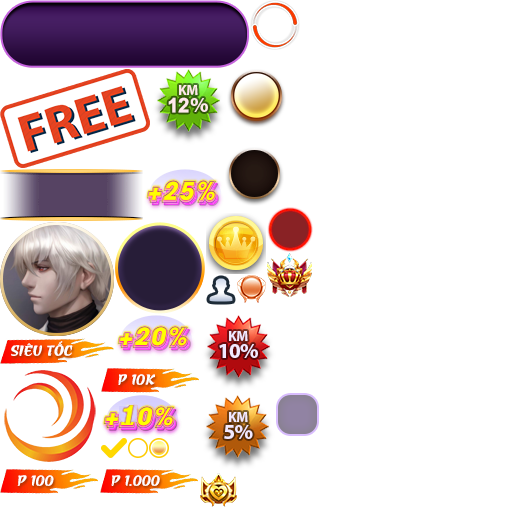 FREE
KM
12%
+25%
SIÊU TỐC
+20%
KM
10%
P 10K
+10%
KM
5%
P 100
P 1.000